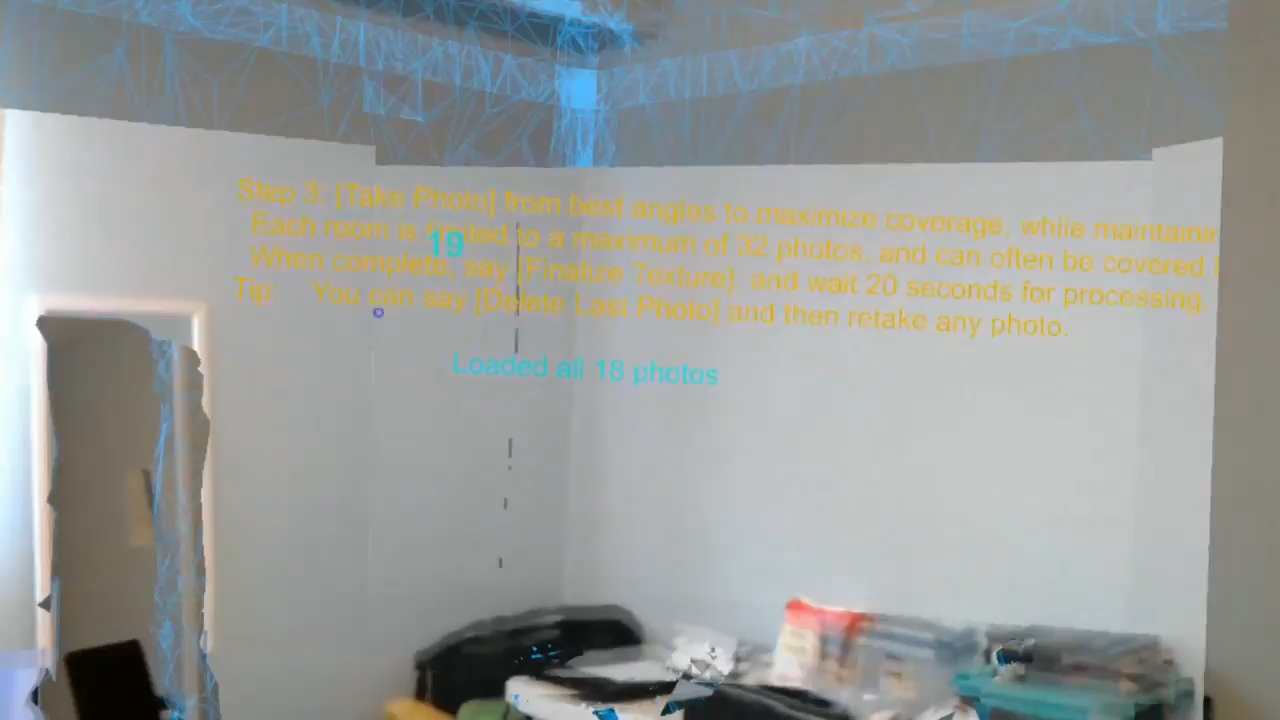 Step 3: [Take Photo] from best angles to maximize coverage, while maintainin
Each room is limited to a maximum of 32 photos, and can often be covered
19
When complete, say [Finalize Texture], and wait 20 seconds for processing.
Tip You can say [Delete Last Photo] and then retake any photo.
Loaded all 18 photos